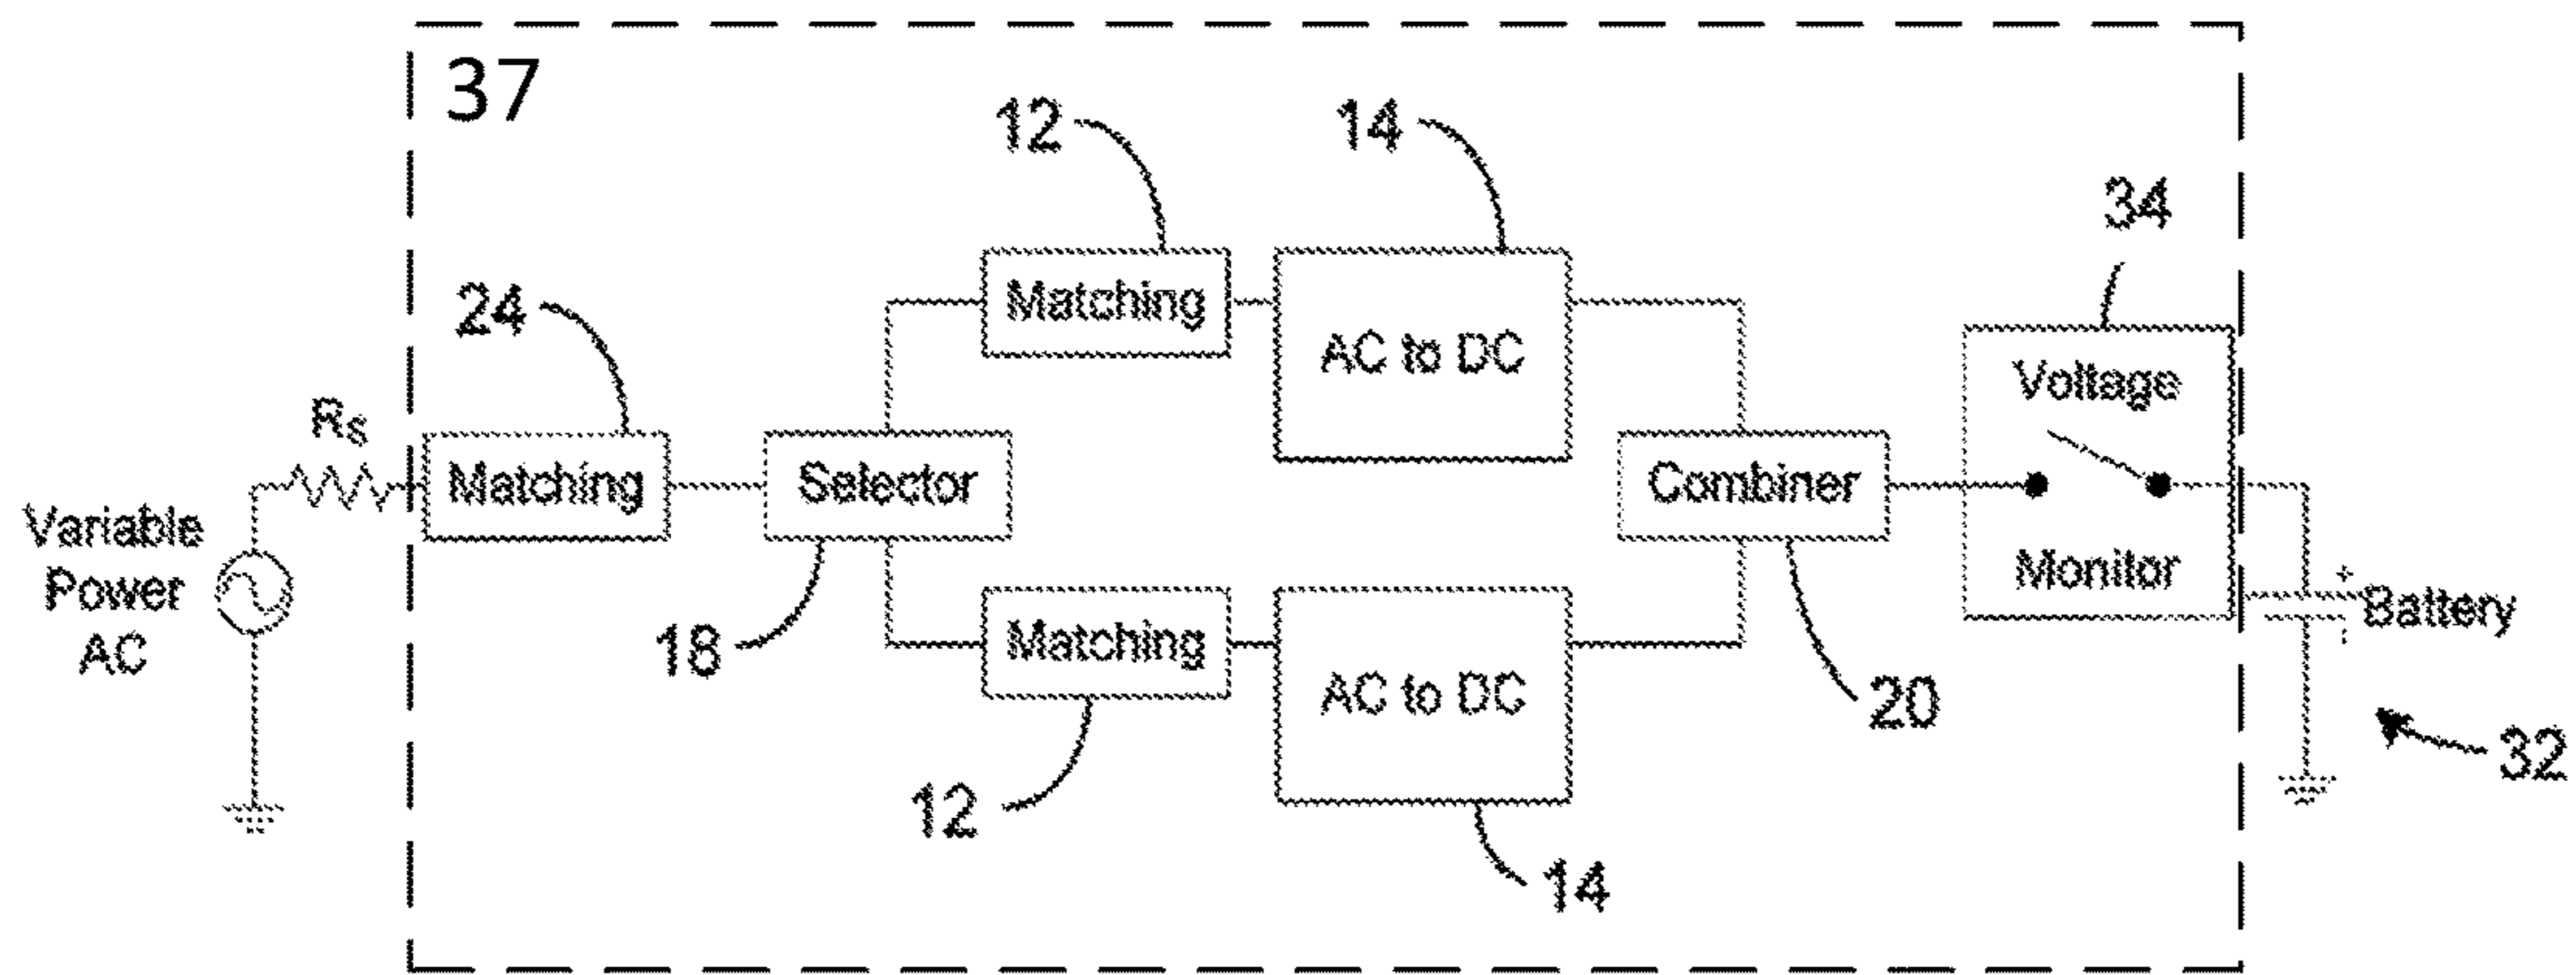 37
12
14
34
24
Matching
AC to DC
Voltage
R_S
Matching
Selector
Combiner
Variable
Power
AC
Monitor
+
Battery
-
18
Matching
AC to DC
20
32
12
14